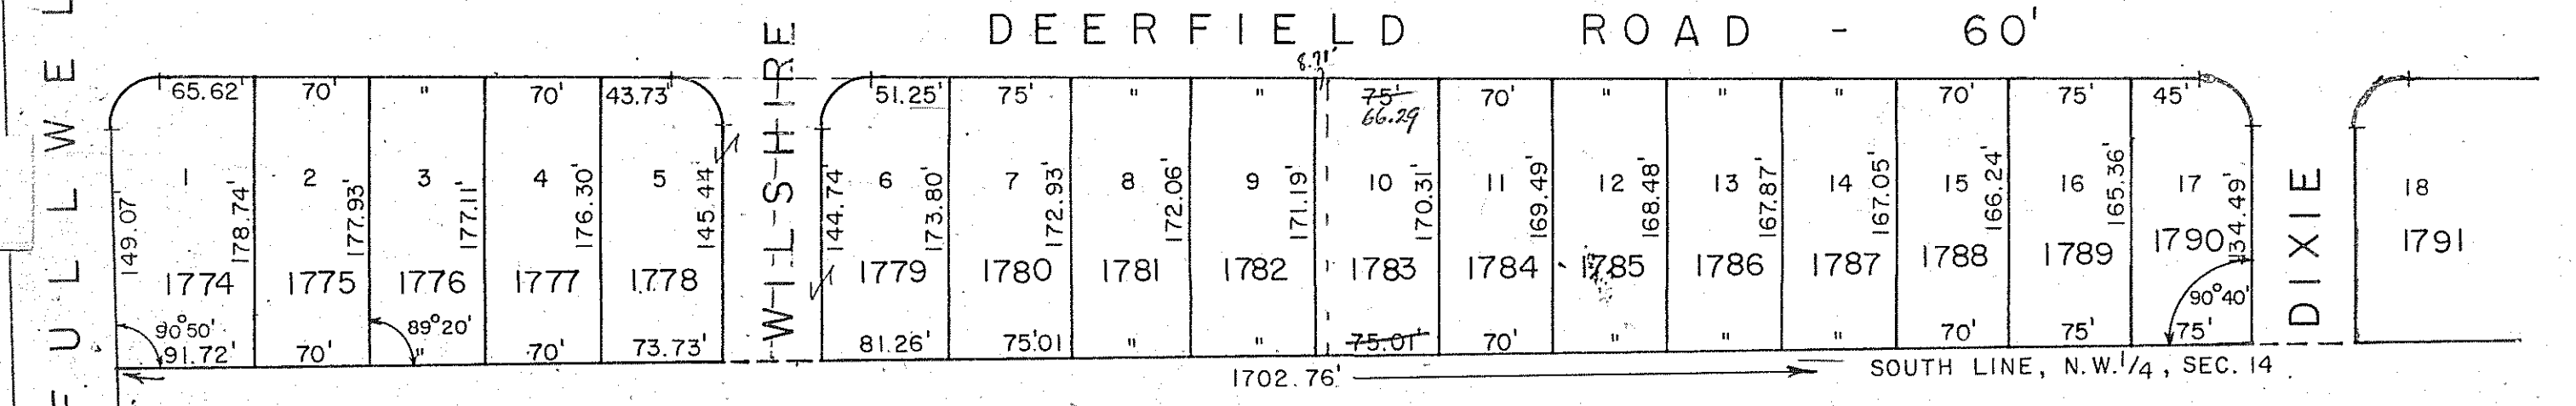 DEERFIELD ROAD - 60'
FULLWEL
WILSHIRE
DIXIE
8.71'
65.62' 70' " 70' 43.73' 51.25' 75' " " 75' 70' " " " 70' 75' 45'
66.29
1 2 3 4 5 6 7 8 9 10 11 12 13 14 15 16 17 18
149.07' 178.74' 177.93' 177.11' 176.30' 145.44' 144.74' 173.80' 172.93' 172.06' 171.19' 170.31' 169.49' 168.48' 167.87' 167.05' 166.24' 165.36' 134.49'
1774 1775 1776 1777 1778 1779 1780 1781 1782 1783 1784 1785 1786 1787 1788 1789 1790 1791
90°50' 89°20' 90°40'
91.72' 70' " 70' 73.73' 81.26' 75.01 " " 75.01' 70' " " " 70' 75' 75'
1702.76' SOUTH LINE, N.W.1/4, SEC. 14